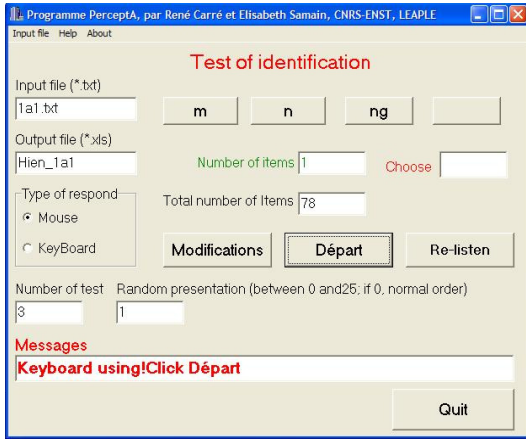 Programme PerceptA, par René Carré et Elisabeth Samain, CNRS-ENST, LEAPLE
Input file Help About
Test of identification
Input file (*.txt)
1a1.txt
m n ng
Output file (*.xls)
Hien_1a1
Number of items 1
Choose
Type of respond
Mouse
KeyBoard
Total number of Items 78
Modifications Départ Re-listen
Number of test Random presentation (between 0 and25; if 0, normal order)
3 1
Messages
Keyboard using!Click Départ
Quit